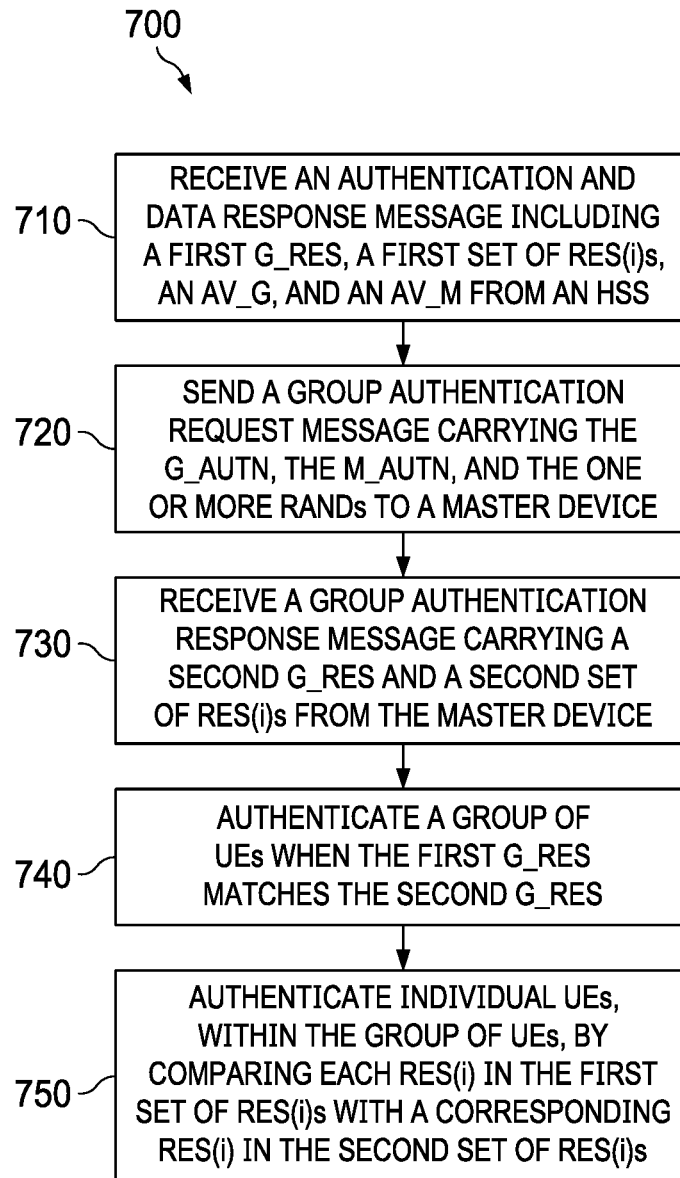 700
710
RECEIVE AN AUTHENTICATION AND
DATA RESPONSE MESSAGE INCLUDING
A FIRST G_RES, A FIRST SET OF RES(i)s,
AN AV_G, AND AN AV_M FROM AN HSS
720
SEND A GROUP AUTHENTICATION
REQUEST MESSAGE CARRYING THE
G_AUTN, THE M_AUTN, AND THE ONE
OR MORE RANDs TO A MASTER DEVICE
730
RECEIVE A GROUP AUTHENTICATION
RESPONSE MESSAGE CARRYING A
SECOND G_RES AND A SECOND SET
OF RES(i)s FROM THE MASTER DEVICE
740
AUTHENTICATE A GROUP OF
UEs WHEN THE FIRST G_RES
MATCHES THE SECOND G_RES
750
AUTHENTICATE INDIVIDUAL UEs,
WITHIN THE GROUP OF UEs, BY
COMPARING EACH RES(i) IN THE FIRST
SET OF RES(i)s WITH A CORRESPONDING
RES(i) IN THE SECOND SET OF RES(i)s